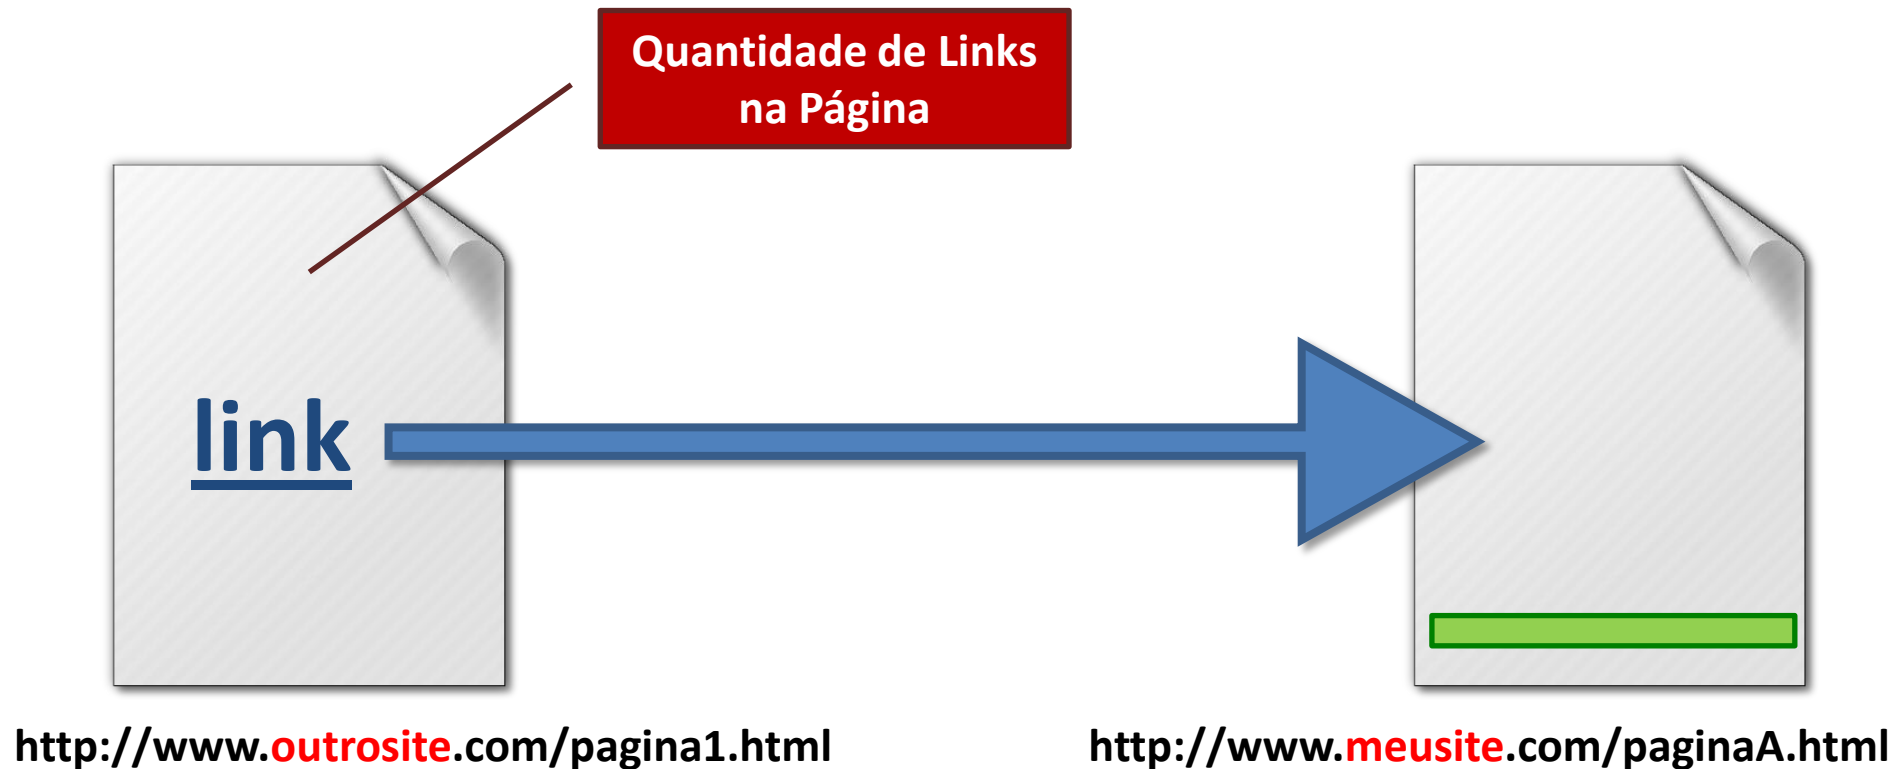 Quantidade de Links
na Página
link
http://www.outrosite.com/pagina1.html
http://www.meusite.com/paginaA.html